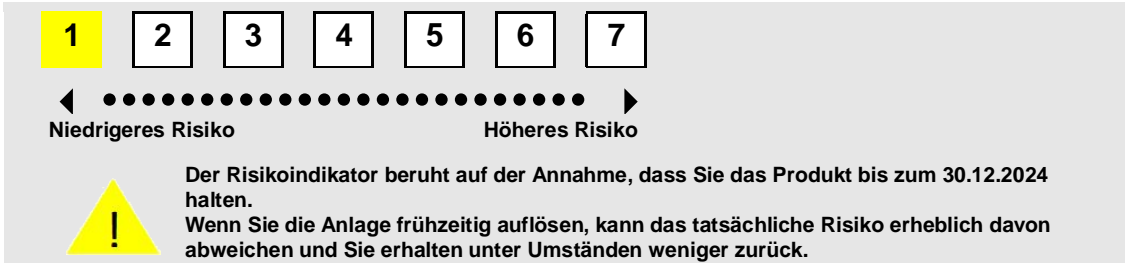 1 2 3 4 5 6 7
Niedrigeres Risiko Höheres Risiko
Der Risikoindikator beruht auf der Annahme, dass Sie das Produkt bis zum 30.12.2024
halten.
Wenn Sie die Anlage frühzeitig auflösen, kann das tatsächliche Risiko erheblich davon
abweichen und Sie erhalten unter Umständen weniger zurück.
!